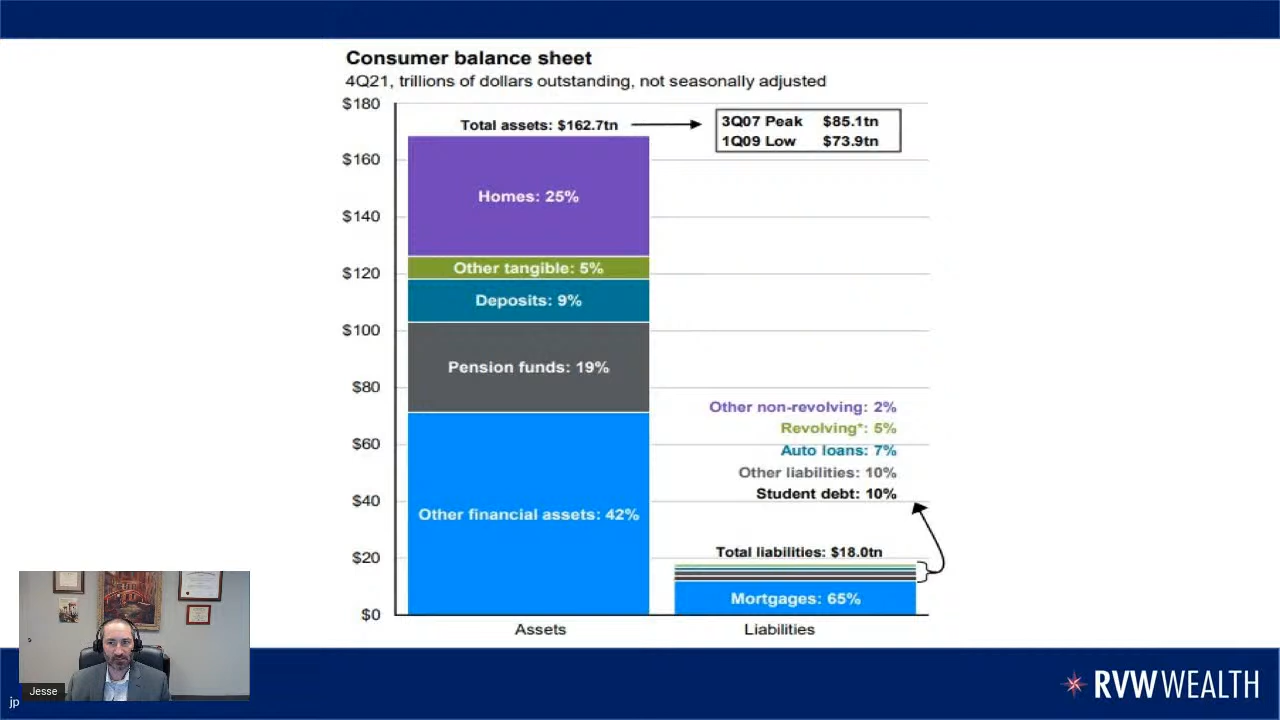 Consumer balance sheet
4Q21, trillions of dollars outstanding, not seasonally adjusted
$180
$160
$140
$120
$100
$80
$60
$40
$20
$0
Total assets: $162.7tn
3Q07 Peak $85.1tn
1Q09 Low $73.9tn
Homes: 25%
Other tangible: 5%
Deposits: 9%
Pension funds: 19%
Other financial assets: 42%
Other non-revolving: 2%
Revolving*: 5%
Auto loans: 7%
Other liabilities: 10%
Student debt: 10%
Total liabilities: $18.0tn
Mortgages: 65%
Assets
Liabilities
Jesse
jp
RVWWEALTH